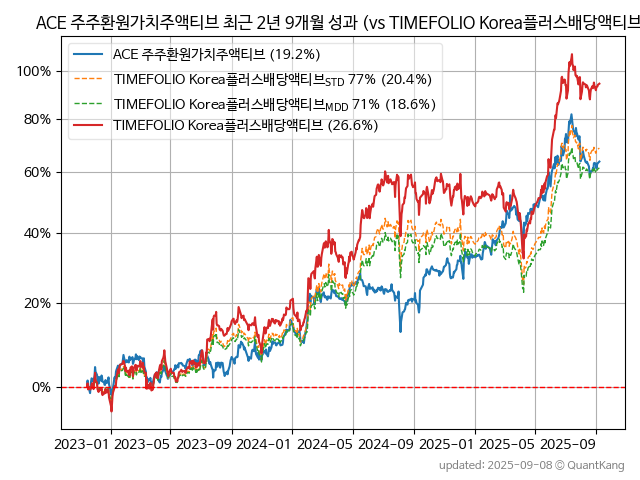 ACE 주주환원가치주액티브 최근 2년 9개월 성과 (vs TIMEFOLIO Korea플러스배당액티브
ACE 주주환원가치주액티브 (19.2%)
TIMEFOLIO Korea플러스배당액티브STD 77% (20.4%)
TIMEFOLIO Korea플러스배당액티브MDD 71% (18.6%)
TIMEFOLIO Korea플러스배당액티브 (26.6%)
100%
80%
60%
40%
20%
0%
2023-01 2023-05 2023-09 2024-01 2024-05 2024-09 2025-01 2025-05 2025-09
updated: 2025-09-08 © QuantKang